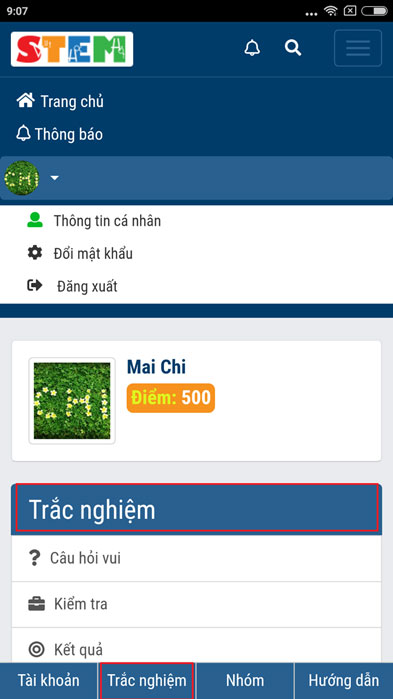 9:07
STEM
Trang chủ
Thông báo
Thông tin cá nhân
Đổi mật khẩu
Đăng xuất
Mai Chi
Điểm: 500
Trắc nghiệm
? Câu hỏi vui
Kiểm tra
Kết quả
Tài khoản Trắc nghiệm Nhóm Hướng dẫn